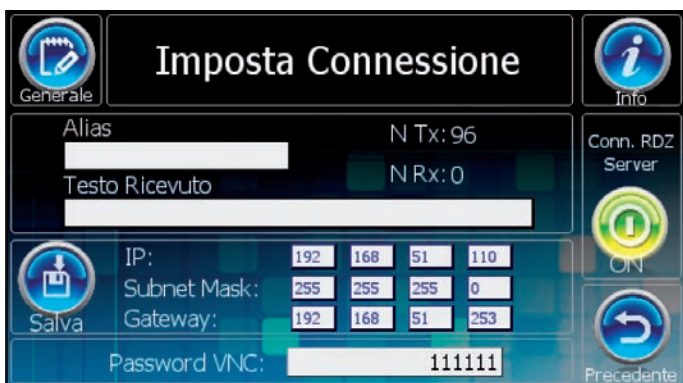 Imposta Connessione
Generale
Info
Alias
N Tx: 96
Conn. RDZ
Server
Testo Ricevuto
N Rx: 0
ON
IP: 192 168 51 110
Subnet Mask: 255 255 255 0
Gateway: 192 168 51 253
Salva
Password VNC: 111111
Precedente